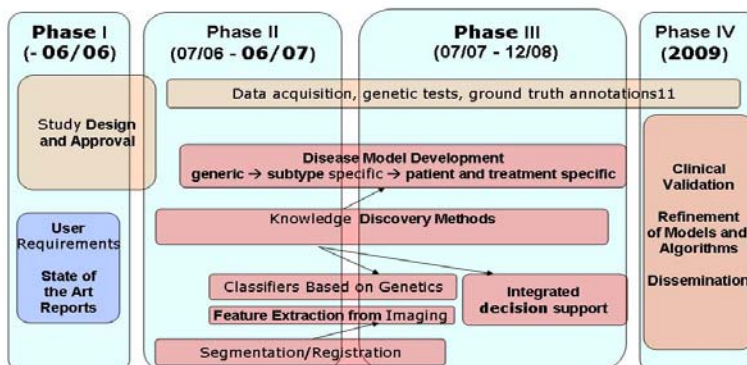 Phase I
(- 06/06)
Phase II
(07/06 - 06/07)
Phase III
(07/07 - 12/08)
Phase IV
(2009)
Data acquisition, genetic tests, ground truth annotations11
Study Design
and Approval
Disease Model Development
generic → subtype specific → patient and treatment specific
Knowledge Discovery Methods
User
Requirements
State of
the Art
Reports
Classifiers Based on Genetics
Feature Extraction from Imaging
Segmentation/Registration
Integrated
decision support
Clinical
Validation
Refinement
of Models and
Algorithms
Dissemination